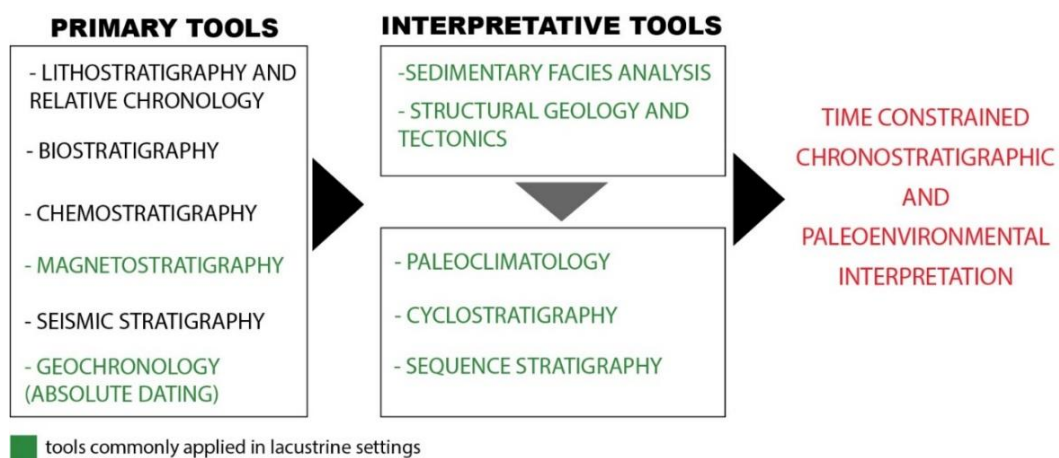 PRIMARY TOOLS
- LITHOSTRATIGRAPHY AND
RELATIVE CHRONOLOGY
- BIOSTRATIGRAPHY
- CHEMOSTRATIGRAPHY
- MAGNETOSTRATIGRAPHY
- SEISMIC STRATIGRAPHY
- GEOCHRONOLOGY
(ABSOLUTE DATING)
INTERPRETATIVE TOOLS
-SEDIMENTARY FACIES ANALYSIS
- STRUCTURAL GEOLOGY AND
TECTONICS
- PALEOCLIMATOLOGY
- CYCLOSTRATIGRAPHY
- SEQUENCE STRATIGRAPHY
TIME CONSTRAINED
CHRONOSTRATIGRAPHIC
AND
PALEOENVIRONMENTAL
INTERPRETATION
tools commonly applied in lacustrine settings